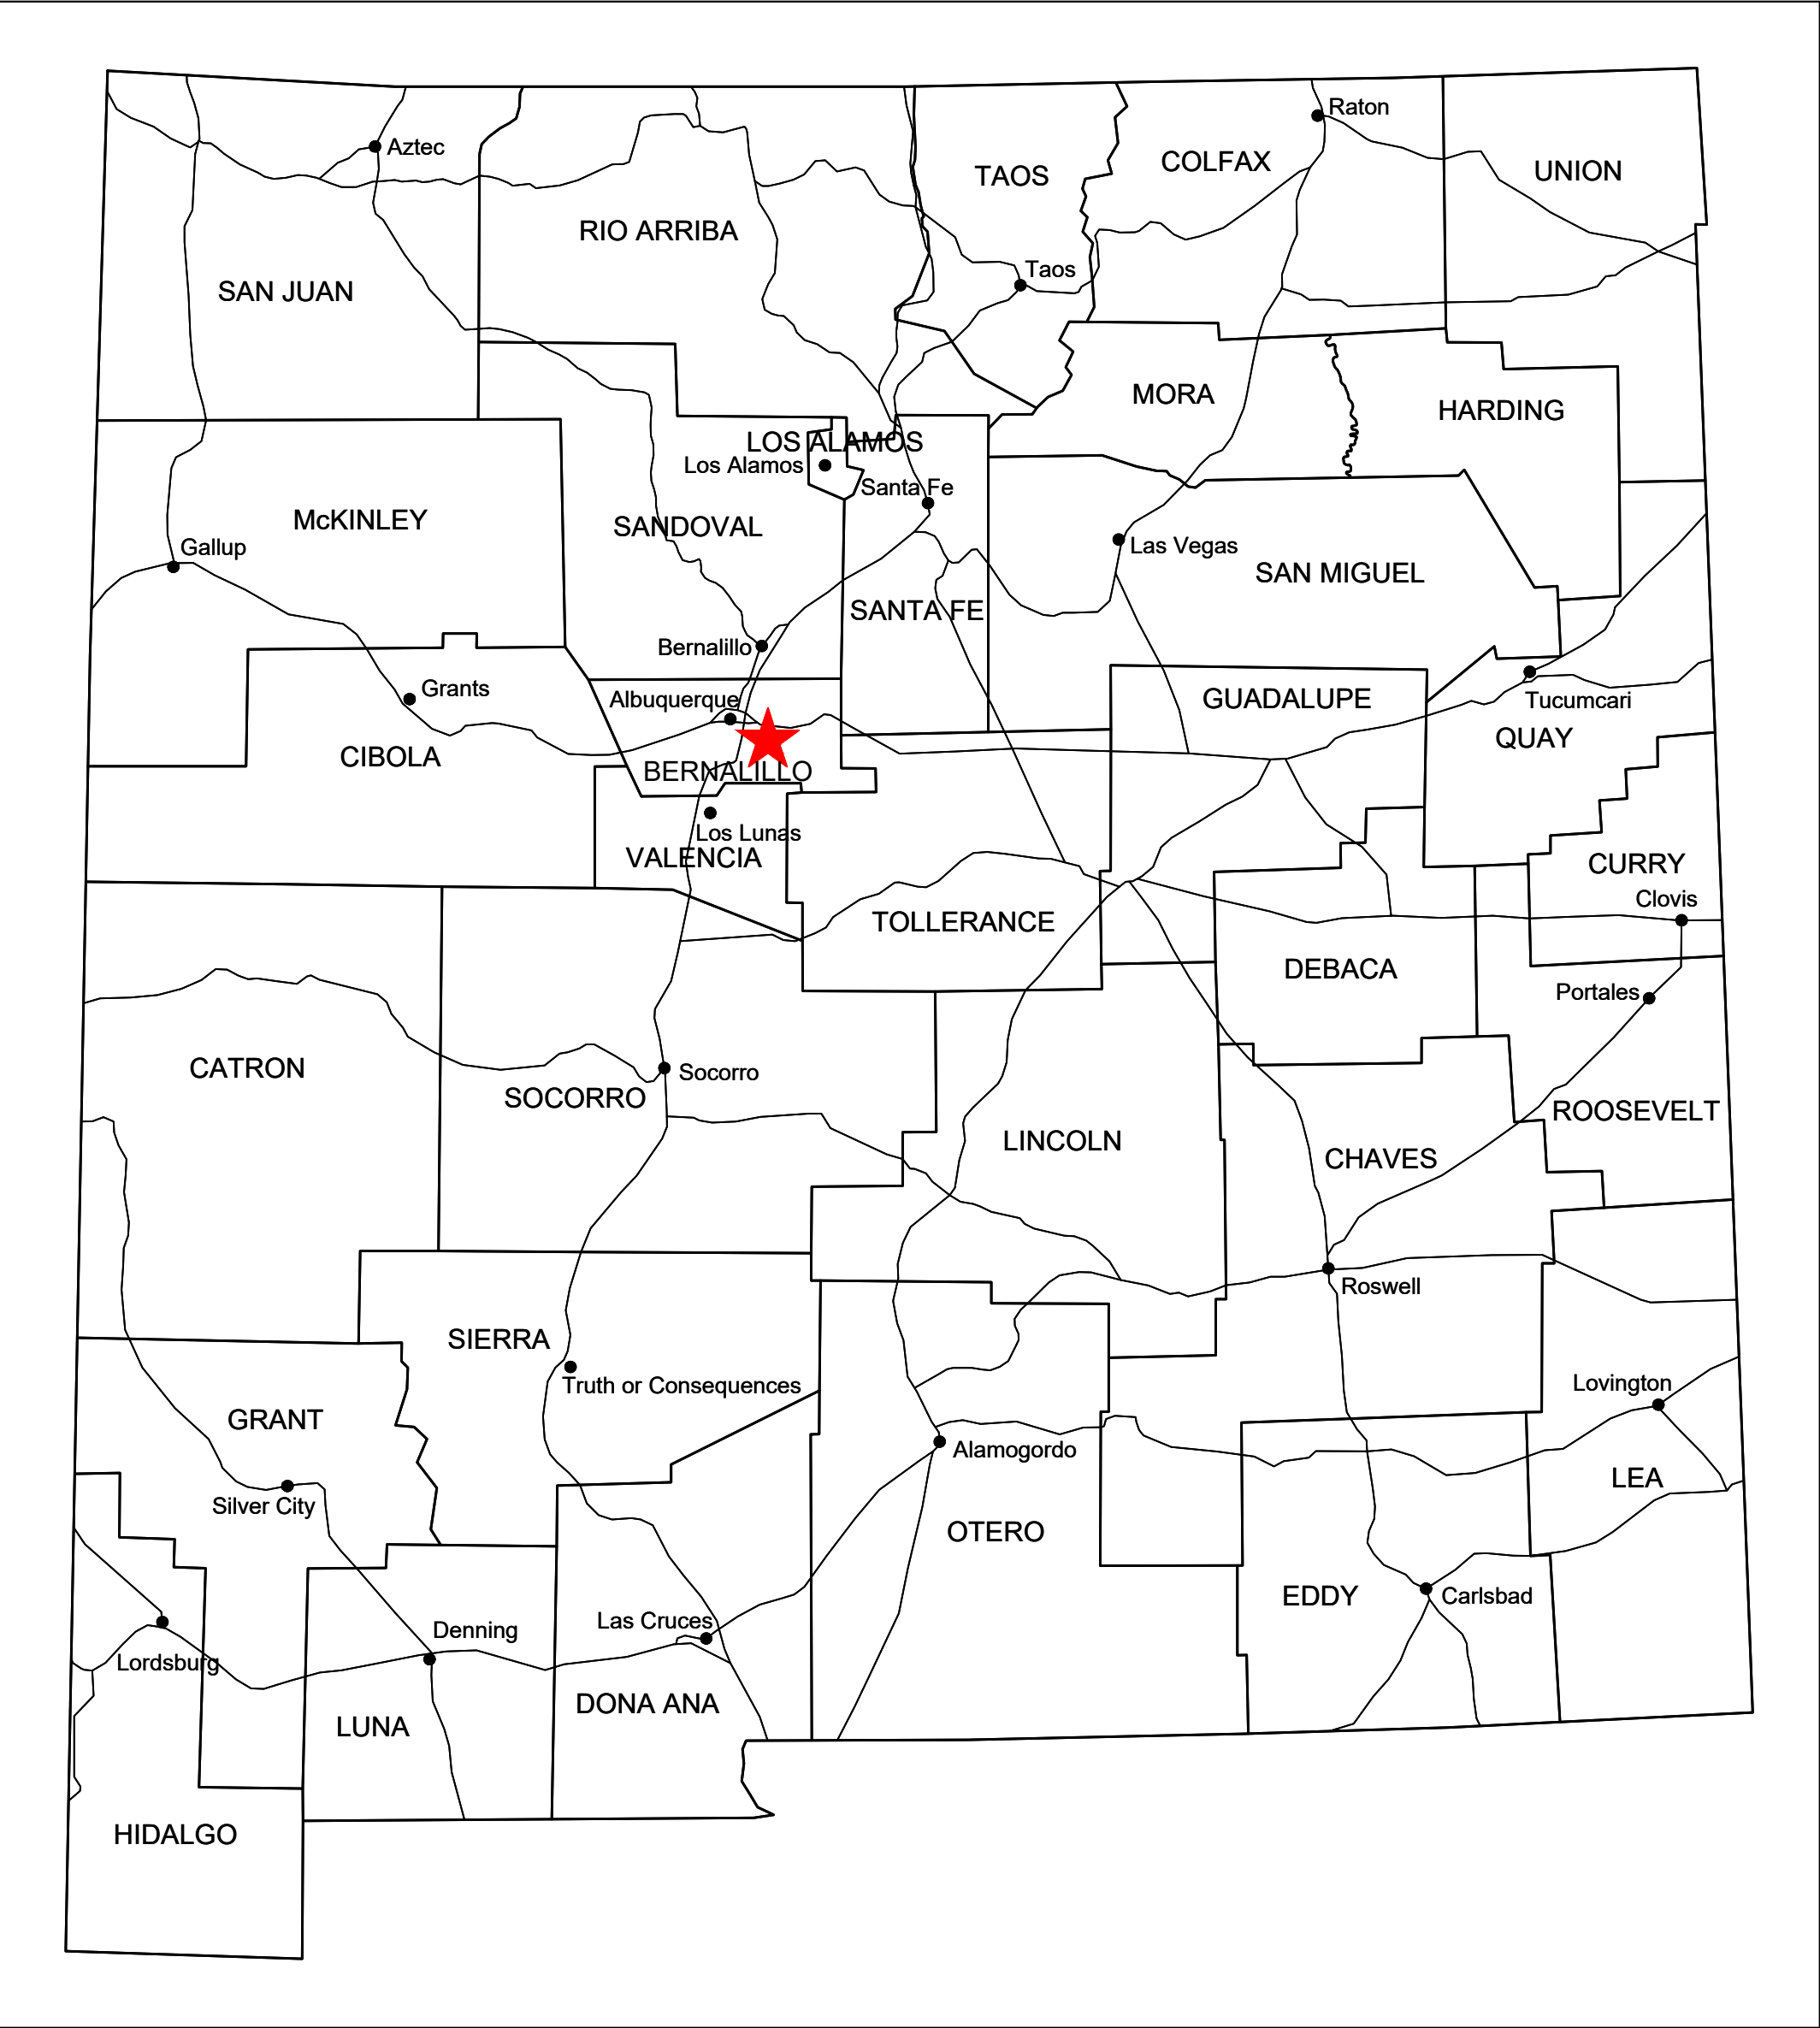 Raton
Aztec
COLFAX
UNION
TAOS
RIO ARRIBA
Taos
SAN JUAN
MORA
HARDING
LOS ALAMOS
Los Alamos
Santa Fe
McKINLEY
SANDOVAL
Gallup
Las Vegas
SAN MIGUEL
SANTA FE
Bernalillo
Grants
Albuquerque
GUADALUPE
Tucumcari
QUAY
CIBOLA
BERNALILLO
Los Lunas
VALENCIA
CURRY
Clovis
TOLLERANCE
DEBACA
Portales
CATRON
Socorro
SOCORRO
ROOSEVELT
LINCOLN
CHAVES
Roswell
SIERRA
Truth or Consequences
Lovington
GRANT
Alamogordo
LEA
Silver City
OTERO
EDDY
Carlsbad
Las Cruces
Denning
Lordsburg
DONA ANA
LUNA
HIDALGO